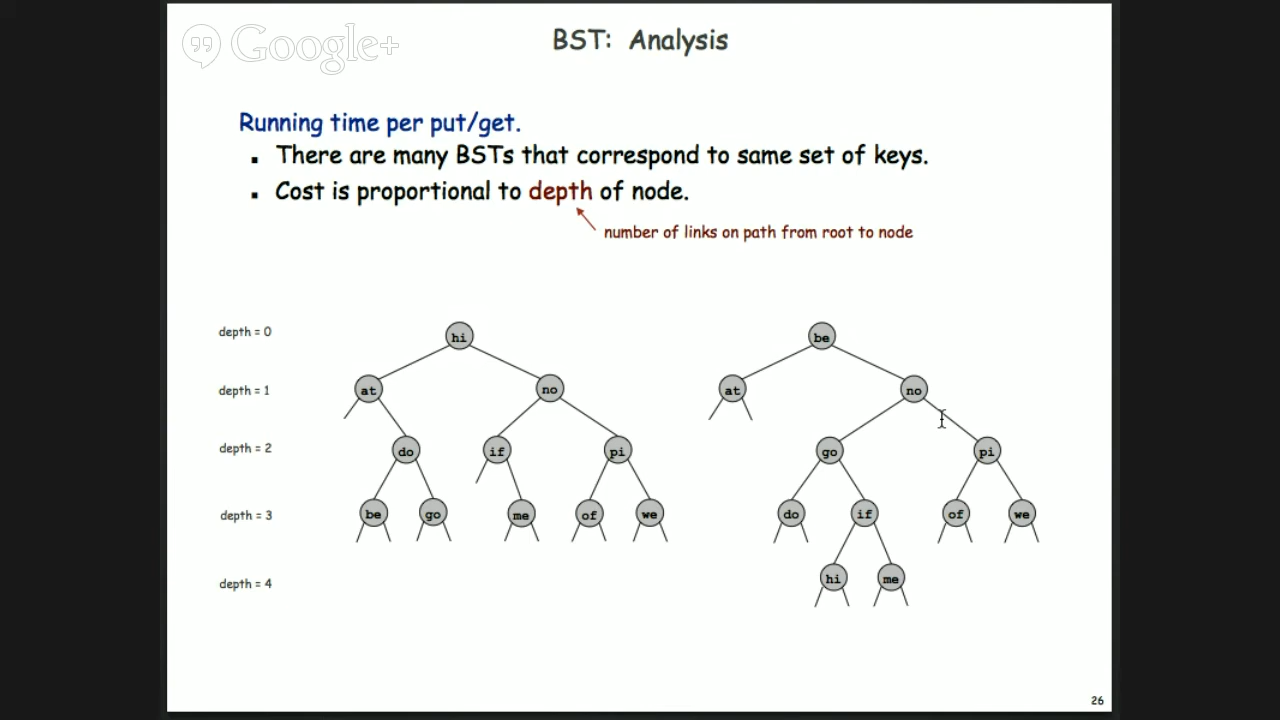 Google+
BST: Analysis
Running time per put/get.
There are many BSTs that correspond to same set of keys.
Cost is proportional to depth of node.
number of links on path from root to node
depth = 0
hi
be
depth = 1
at
no
at
no
depth = 2
do
if
pi
go
pi
depth = 3
be
go
me
of
we
do
if
of
we
depth = 4
hi
me
26